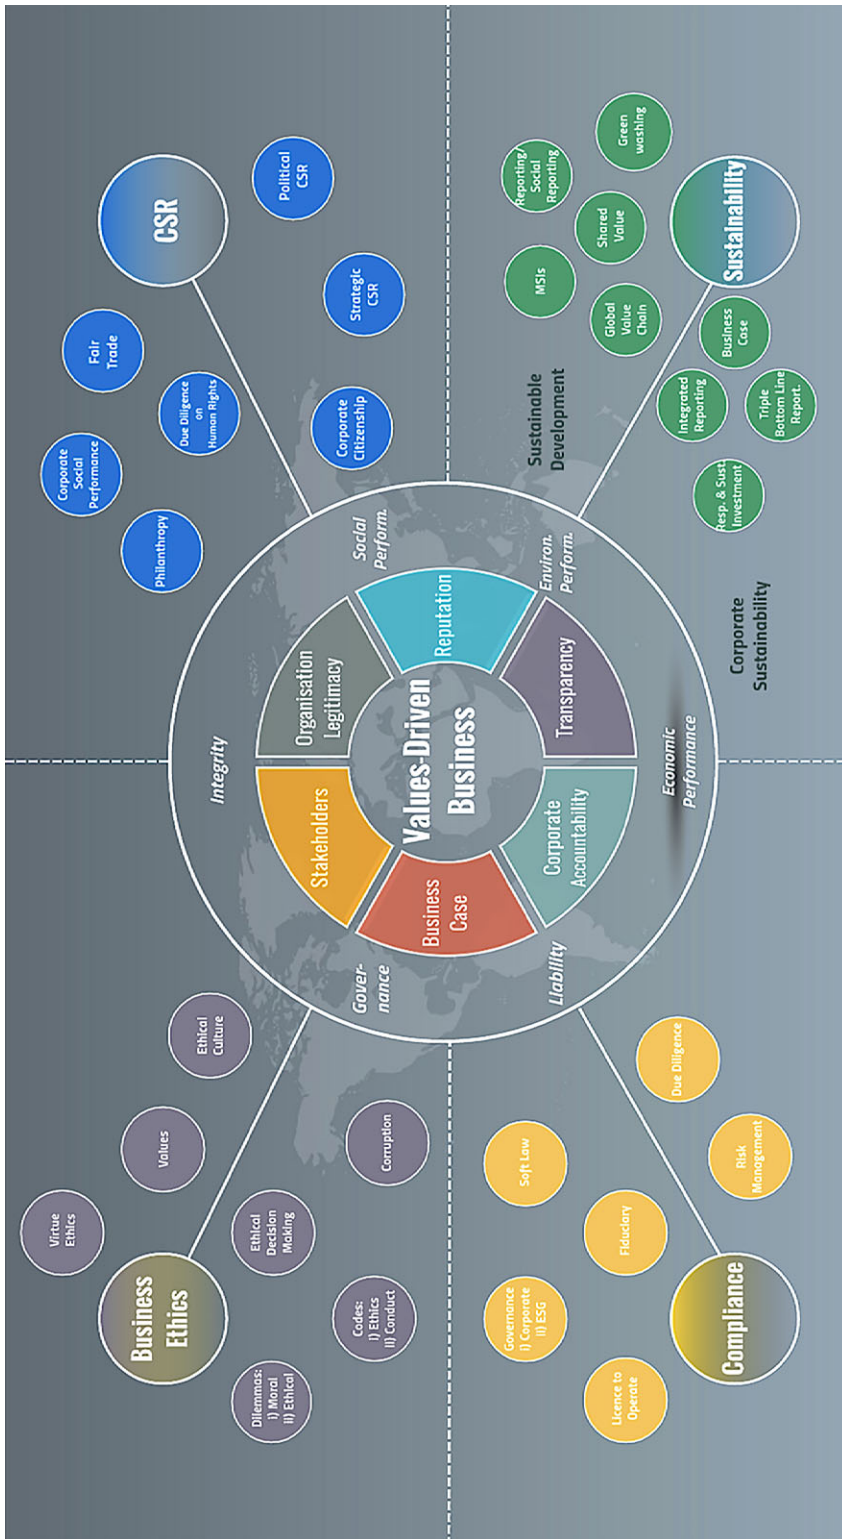 Business
Ethics
Virtue
Ethics
Values
Ethical
Culture
Dilemmas:
i) Moral
ii) Ethical
Ethical
Decision
Making
Codes:
i) Ethics
ii) Conduct
Corruption
CSR
Philanthropy
Corporate
Social
Performance
Fair
Trade
Due Diligence
on
Human Rights
Corporate
Citizenship
Strategic
CSR
Political
CSR
Integrity
Gover-
nance
Social
Perform.
Stakeholders
Organisation
Legitimacy
Business
Case
Values-Driven
Business
Reputation
Corporate
Accountability
Transparency
Liability
Environ.
Perform.
Economic
Performance
Compliance
Governance
i) Corporate
ii) ESG
Soft Law
Licence to
Operate
Fiduciary
Due Diligence
Risk
Management
Sustainable
Development
Corporate
Sustainability
Sustainability
MSIs
Reporting/
Social
Reporting
Global
Value
Chain
Shared
Value
Green
washing
Integrated
Reporting
Business
Case
Resp. & Sust
Investment
Triple
Bottom Line
Report.